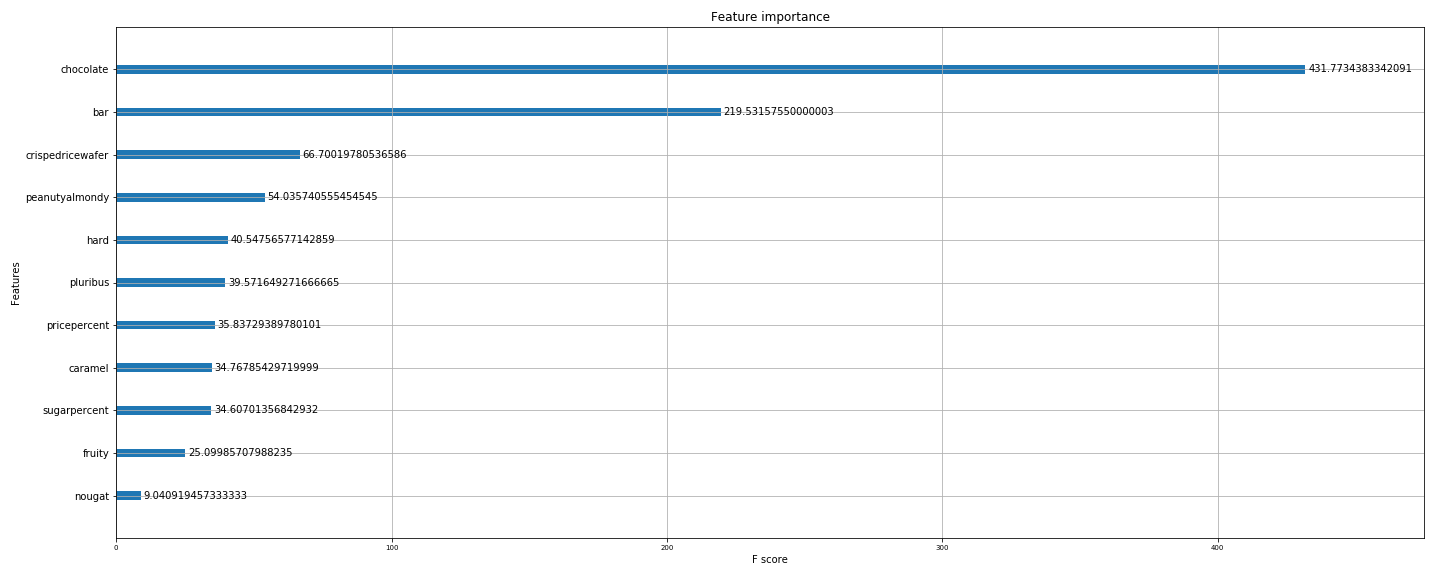 Feature importance
chocolate 431.7734383342091
bar 219.53157550000003
crispedricewafer 66.70019780536586
peanutyalmondy 54.035740555454545
hard 40.54756577142859
pluribus 39.571649271666665
pricepercent 35.83729389780101
caramel 34.76785429719999
sugarpercent 34.60701356842932
fruity 25.09985707988235
nougat 9.040919457333333
Features
0 100 200 300 400
F score